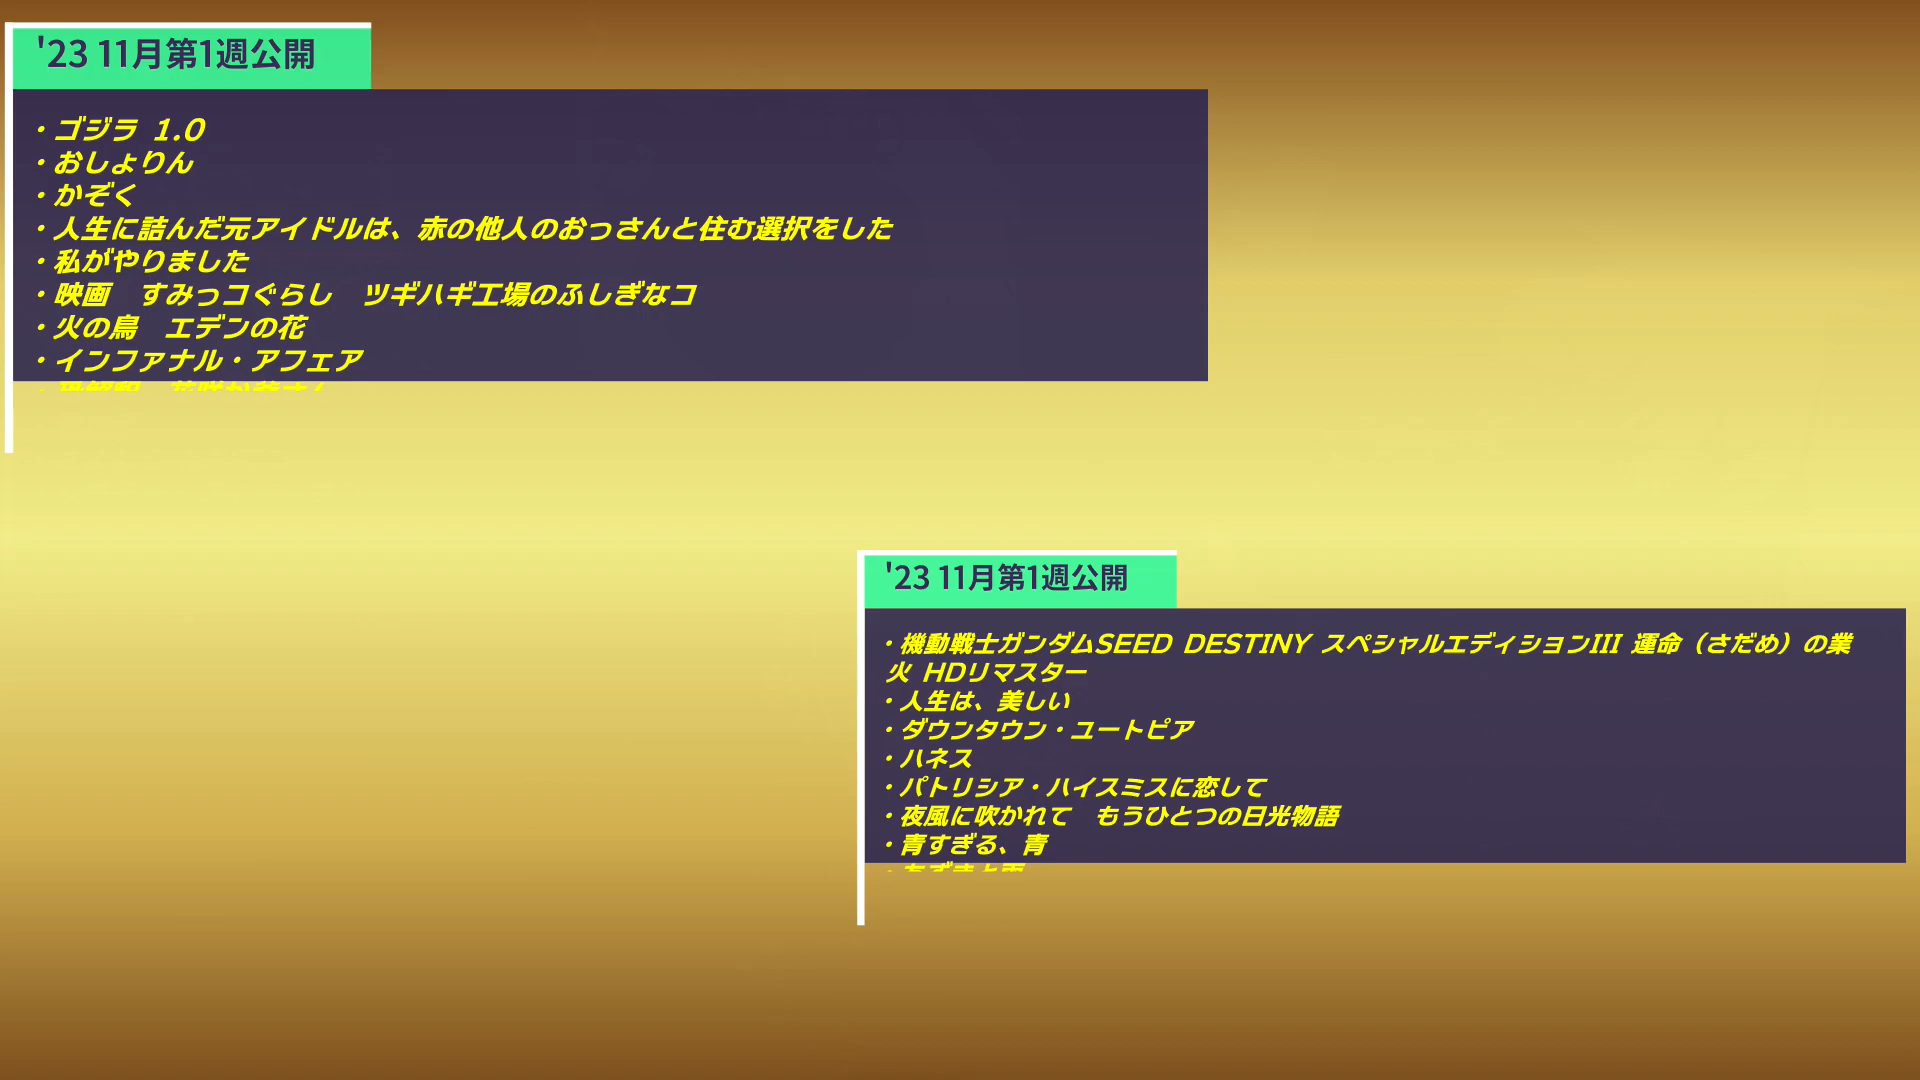 '23 11月第1週公開
・ゴジラ 1.0
・おしょりん
・かぞく
・人生に詰んだ元アイドルは、赤の他人のおっさんと住む選択をした
・私がやりました
・映画　すみっコぐらし　ツギハギ工場のふしぎなコ
・火の鳥　エデンの花
・インファナル・アフェア
'23 11月第1週公開
・機動戦士ガンダムSEED DESTINY スペシャルエディションIII 運命（さだめ）の業
火 HDリマスター
・人生は、美しい
・ダウンタウン・ユートピア
・ハネス
・パトリシア・ハイスミスに恋して
・夜風に吹かれて　もうひとつの日光物語
・青すぎる、青